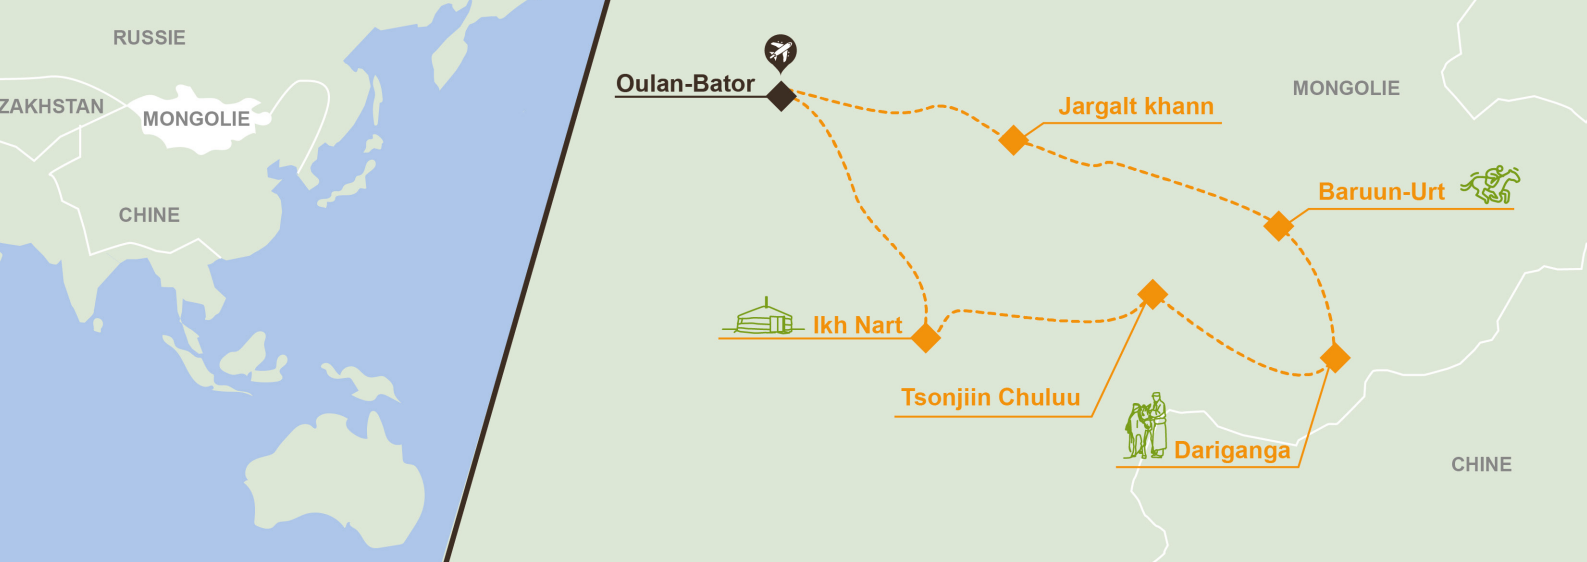 RUSSIE
ZAKHSTAN
MONGOLIE
CHINE
Oulan-Bator
Jargalt khann
MONGOLIE
Baruun-Urt
Ikh Nart
Tsonjiin Chuluu
Dariganga
CHINE